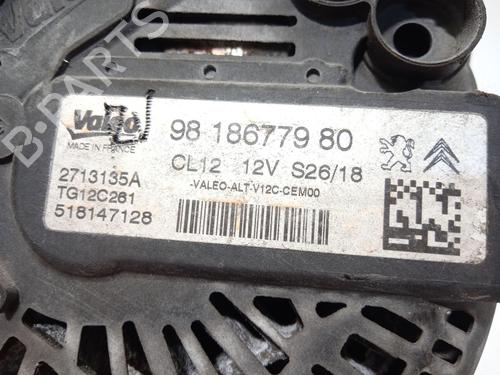 Valeo
MADE IN FRANCE
98 186779 80
CL12 12V S26/18
-VALEO-ALT-V12C-CEM00
2713135A
TG12C261
518147128
B-PARTS